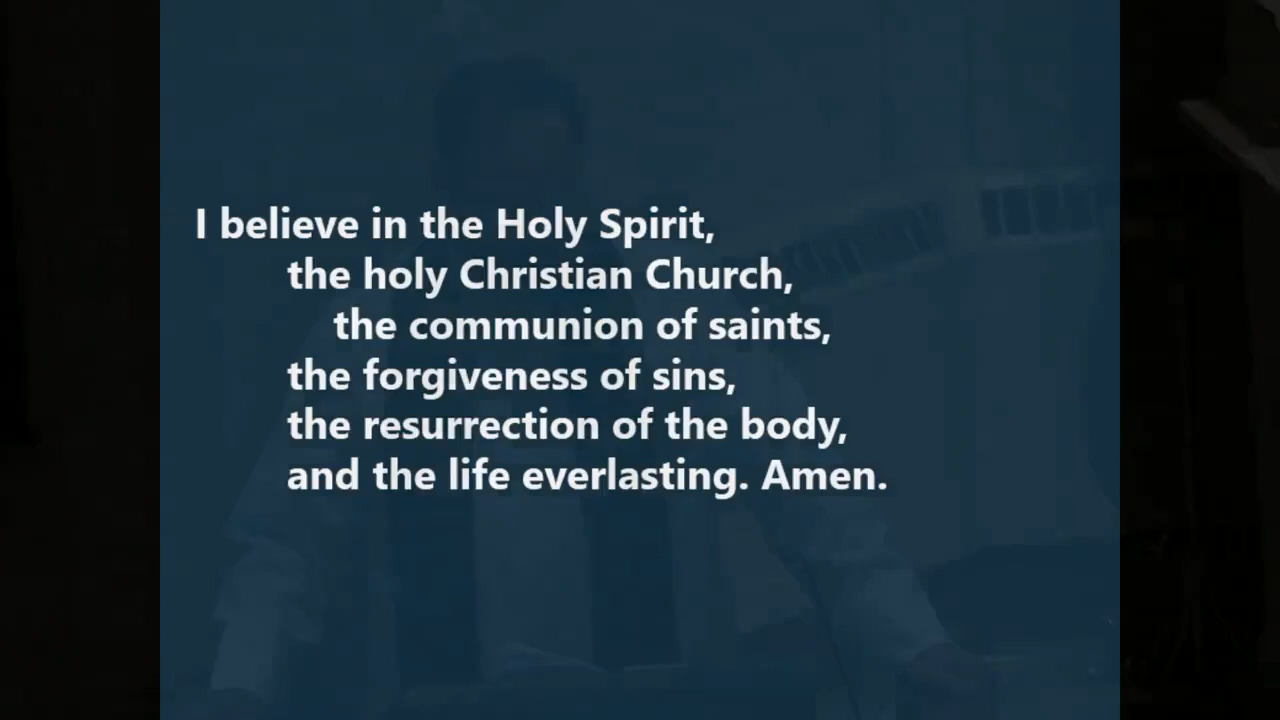 I believe in the Holy Spirit,
the holy Christian Church,
the communion of saints,
the forgiveness of sins,
the resurrection of the body,
and the life everlasting. Amen.